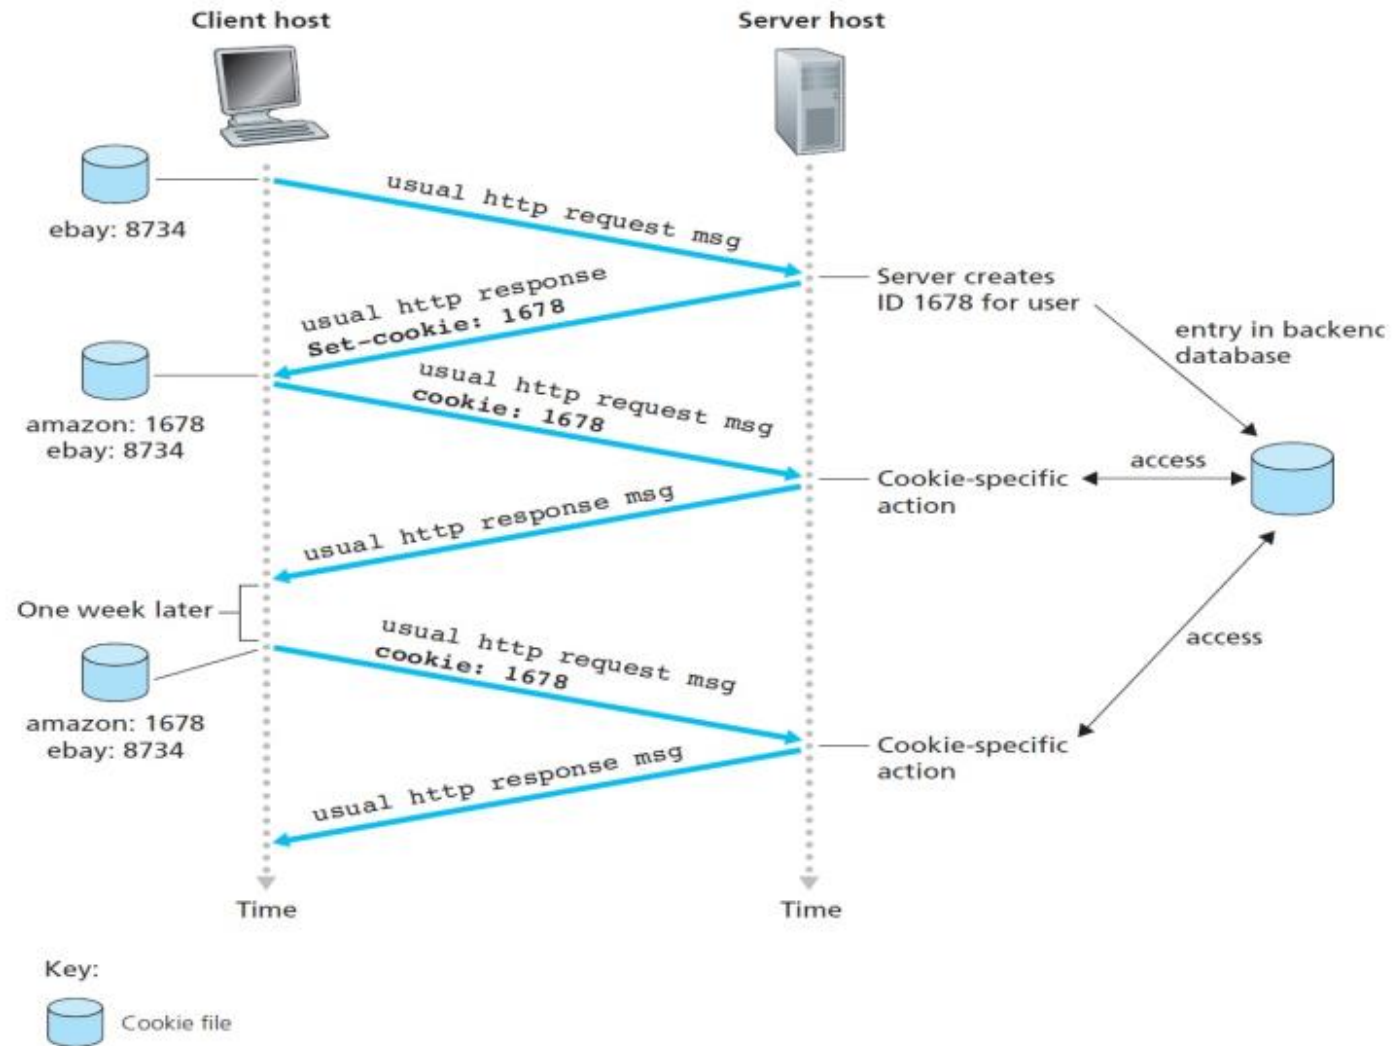 Client host
Server host
ebay: 8734
usual http request msg
Server creates
ID 1678 for user
usual http response
Set-cookie: 1678
entry in backenc
database
amazon: 1678
ebay: 8734
usual http request msg
cookie: 1678
Cookie-specific
action
access
usual http response msg
One week later
usual http request msg
cookie: 1678
access
amazon: 1678
ebay: 8734
Cookie-specific
action
usual http response msg
Time
Time
Key:
Cookie file